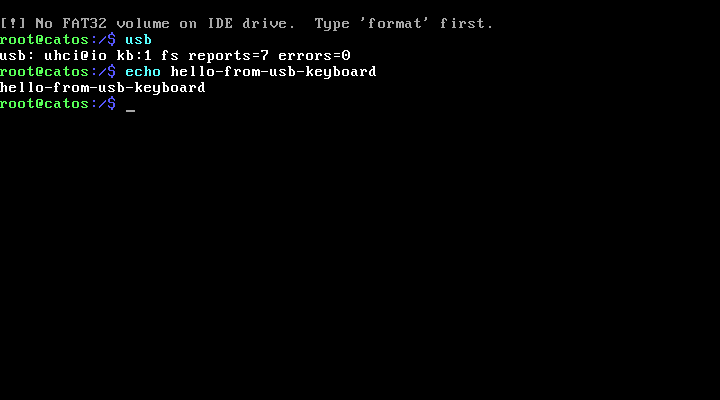 [!] No FAT32 volume on IDE drive.  Type 'format' first.
root@catos:/$ usb
usb: uhci@io kb:1 fs reports=7 errors=0
root@catos:/$ echo hello-from-usb-keyboard
hello-from-usb-keyboard
root@catos:/$ _